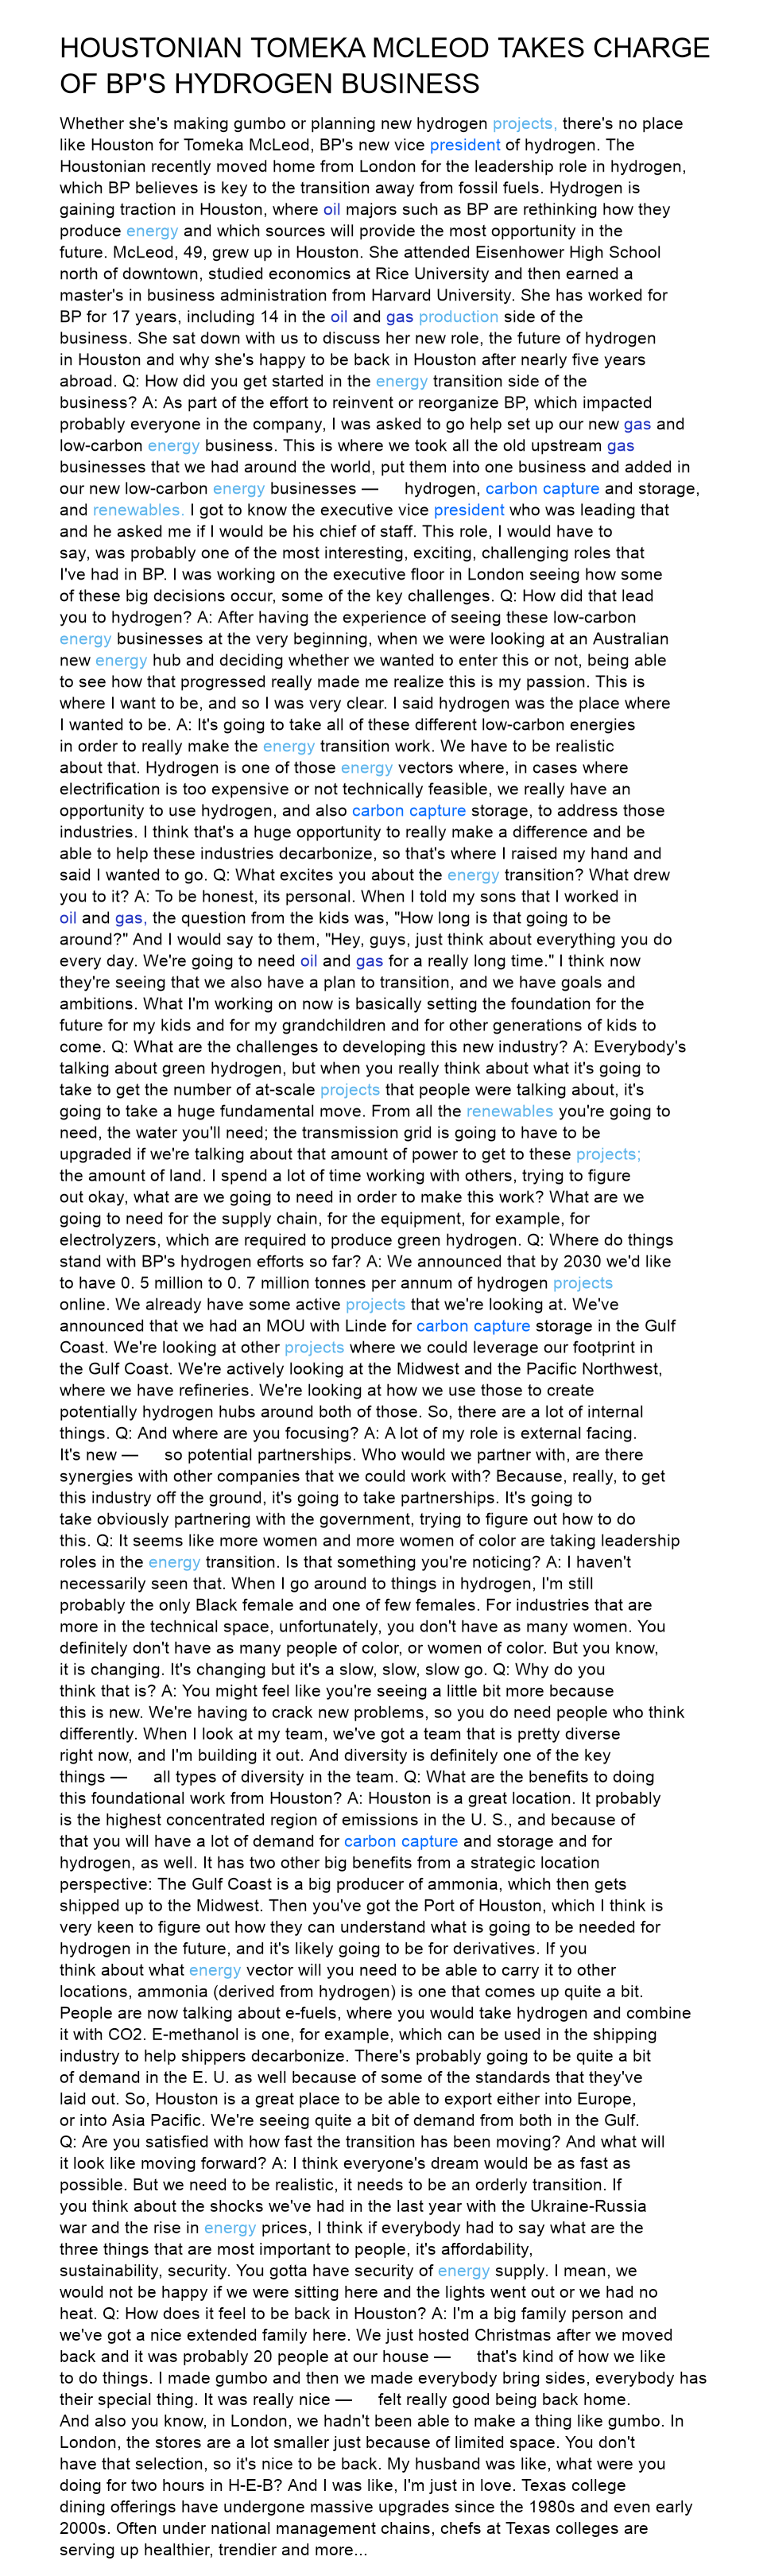 HOUSTONIAN TOMEKA MCLEOD TAKES CHARGE
OF BP'S HYDROGEN BUSINESS
Whether she's making gumbo or planning new hydrogen projects, there's no place
like Houston for Tomeka McLeod, BP's new vice president of hydrogen. The
Houstonian recently moved home from London for the leadership role in hydrogen,
which BP believes is key to the transition away from fossil fuels. Hydrogen is
gaining traction in Houston, where oil majors such as BP are rethinking how they
produce energy and which sources will provide the most opportunity in the
future. McLeod, 49, grew up in Houston. She attended Eisenhower High School
north of downtown, studied economics at Rice University and then earned a
master's in business administration from Harvard University. She has worked for
BP for 17 years, including 14 in the oil and gas production side of the
business. She sat down with us to discuss her new role, the future of hydrogen
in Houston and why she's happy to be back in Houston after nearly five years
abroad. Q: How did you get started in the energy transition side of the
business? A: As part of the effort to reinvent or reorganize BP, which impacted
probably everyone in the company, I was asked to go help set up our new gas and
low-carbon energy business. This is where we took all the old upstream gas
businesses that we had around the world, put them into one business and added in
our new low-carbon energy businesses — hydrogen, carbon capture and storage,
and renewables. I got to know the executive vice president who was leading that
and he asked me if I would be his chief of staff. This role, I would have to
say, was probably one of the most interesting, exciting, challenging roles that
I've had in BP. I was working on the executive floor in London seeing how some
of these big decisions occur, some of the key challenges. Q: How did that lead
you to hydrogen? A: After having the experience of seeing these low-carbon
energy businesses at the very beginning, when we were looking at an Australian
new energy hub and deciding whether we wanted to enter this or not, being able
to see how that progressed really made me realize this is my passion. This is
where I want to be, and so I was very clear. I said hydrogen was the place where
I wanted to be. A: It's going to take all of these different low-carbon energies
in order to really make the energy transition work. We have to be realistic
about that. Hydrogen is one of those energy vectors where, in cases where
electrification is too expensive or not technically feasible, we really have an
opportunity to use hydrogen, and also carbon capture storage, to address those
industries. I think that's a huge opportunity to really make a difference and be
able to help these industries decarbonize, so that's where I raised my hand and
said I wanted to go. Q: What excites you about the energy transition? What drew
you to it? A: To be honest, its personal. When I told my sons that I worked in
oil and gas, the question from the kids was, "How long is that going to be
around?" And I would say to them, "Hey, guys, just think about everything you do
every day. We're going to need oil and gas for a really long time." I think now
they're seeing that we also have a plan to transition, and we have goals and
ambitions. What I'm working on now is basically setting the foundation for the
future for my kids and for my grandchildren and for other generations of kids to
come. Q: What are the challenges to developing this new industry? A: Everybody's
talking about green hydrogen, but when you really think about what it's going to
take to get the number of at-scale projects that people were talking about, it's
going to take a huge fundamental move. From all the renewables you're going to
need, the water you'll need; the transmission grid is going to have to be
upgraded if we're talking about that amount of power to get to these projects;
the amount of land. I spend a lot of time working with others, trying to figure
out okay, what are we going to need in order to make this work? What are we
going to need for the supply chain, for the equipment, for example, for
electrolyzers, which are required to produce green hydrogen. Q: Where do things
stand with BP's hydrogen efforts so far? A: We announced that by 2030 we'd like
to have 0. 5 million to 0. 7 million tonnes per annum of hydrogen projects
online. We already have some active projects that we're looking at. We've
announced that we had an MOU with Linde for carbon capture storage in the Gulf
Coast. We're looking at other projects where we could leverage our footprint in
the Gulf Coast. We're actively looking at the Midwest and the Pacific Northwest,
where we have refineries. We're looking at how we use those to create
potentially hydrogen hubs around both of those. So, there are a lot of internal
things. Q: And where are you focusing? A: A lot of my role is external facing.
It's new — so potential partnerships. Who would we partner with, are there
synergies with other companies that we could work with? Because, really, to get
this industry off the ground, it's going to take partnerships. It's going to
take obviously partnering with the government, trying to figure out how to do
this. Q: It seems like more women and more women of color are taking leadership
roles in the energy transition. Is that something you're noticing? A: I haven't
necessarily seen that. When I go around to things in hydrogen, I'm still
probably the only Black female and one of few females. For industries that are
more in the technical space, unfortunately, you don't have as many women. You
definitely don't have as many people of color, or women of color. But you know,
it is changing. It's changing but it's a slow, slow, slow go. Q: Why do you
think that is? A: You might feel like you're seeing a little bit more because
this is new. We're having to crack new problems, so you do need people who think
differently. When I look at my team, we've got a team that is pretty diverse
right now, and I'm building it out. And diversity is definitely one of the key
things — all types of diversity in the team. Q: What are the benefits to doing
this foundational work from Houston? A: Houston is a great location. It probably
is the highest concentrated region of emissions in the U. S., and because of
that you will have a lot of demand for carbon capture and storage and for
hydrogen, as well. It has two other big benefits from a strategic location
perspective: The Gulf Coast is a big producer of ammonia, which then gets
shipped up to the Midwest. Then you've got the Port of Houston, which I think is
very keen to figure out how they can understand what is going to be needed for
hydrogen in the future, and it's likely going to be for derivatives. If you
think about what energy vector will you need to be able to carry it to other
locations, ammonia (derived from hydrogen) is one that comes up quite a bit.
People are now talking about e-fuels, where you would take hydrogen and combine
it with CO2. E-methanol is one, for example, which can be used in the shipping
industry to help shippers decarbonize. There's probably going to be quite a bit
of demand in the E. U. as well because of some of the standards that they've
laid out. So, Houston is a great place to be able to export either into Europe,
or into Asia Pacific. We're seeing quite a bit of demand from both in the Gulf.
Q: Are you satisfied with how fast the transition has been moving? And what will
it look like moving forward? A: I think everyone's dream would be as fast as
possible. But we need to be realistic, it needs to be an orderly transition. If
you think about the shocks we've had in the last year with the Ukraine-Russia
war and the rise in energy prices, I think if everybody had to say what are the
three things that are most important to people, it's affordability,
sustainability, security. You gotta have security of energy supply. I mean, we
would not be happy if we were sitting here and the lights went out or we had no
heat. Q: How does it feel to be back in Houston? A: I'm a big family person and
we've got a nice extended family here. We just hosted Christmas after we moved
back and it was probably 20 people at our house — that's kind of how we like
to do things. I made gumbo and then we made everybody bring sides, everybody has
their special thing. It was really nice — felt really good being back home.
And also you know, in London, we hadn't been able to make a thing like gumbo. In
London, the stores are a lot smaller just because of limited space. You don't
have that selection, so it's nice to be back. My husband was like, what were you
doing for two hours in H-E-B? And I was like, I'm just in love. Texas college
dining offerings have undergone massive upgrades since the 1980s and even early
2000s. Often under national management chains, chefs at Texas colleges are
serving up healthier, trendier and more...